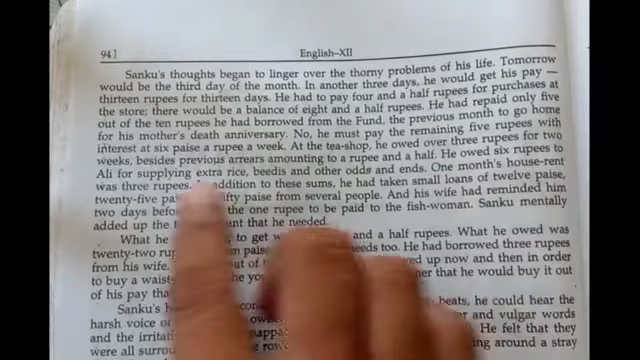 94]
English-XII
Sanku's thoughts began to linger over the thorny problems of his life. Tomorrow
would be the third day of the month. In another three days, he would get his pay —
thirteen rupees for thirteen days. He had to pay four and a half rupees for purchases at
the store; there would be a balance of eight and a half rupees. He had repaid only five
out of the ten rupees he had borrowed from the Fund, the previous month to go home
for his mother's death anniversary. No, he must pay the remaining five rupees with
interest at six paise a rupee a week. At the tea-shop, he owed over three rupees for two
weeks, besides previous arrears amounting to a rupee and a half. He owed six rupees to
Ali for supplying extra rice, beedis and other odds and ends. One month's house-rent
was three rupees. In addition to these sums, he had taken small loans of twelve paise,
twenty-five fifty paise from several people. And his wife had reminded him
two days the one rupee to be paid to the fish-woman. Sanku mentally
added up the that he needed.
What he to get and a half rupees. What he owed was
twenty-two needs too. He had borrowed three rupees
from his wife. out of up now and then in order
to buy a that he would buy it out
of his pay
Sanku's beats, he could hear the
harsh voice and vulgar words
and the He felt that they
were all around a stray